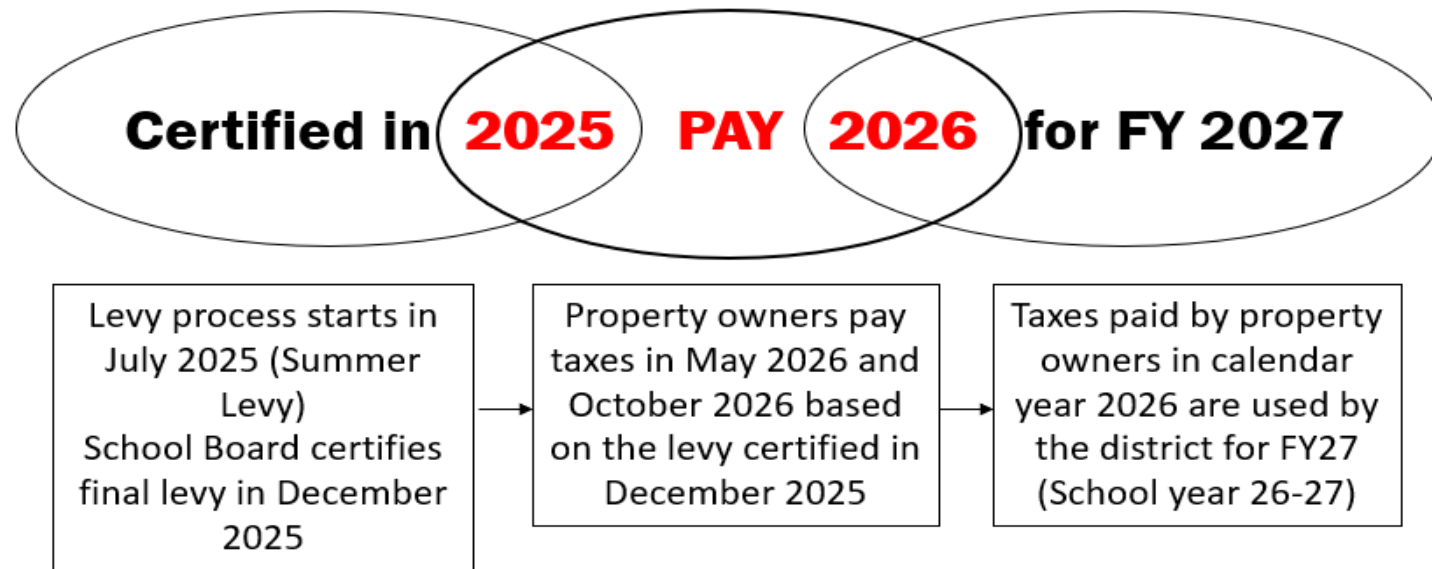 Certified in 2025 PAY 2026 for FY 2027
Levy process starts in
July 2025 (Summer
Levy)
School Board certifies
final levy in December
2025
Property owners pay
taxes in May 2026 and
October 2026 based
on the levy certified in
December 2025
Taxes paid by property
owners in calendar
year 2026 are used by
the district for FY27
(School year 26-27)